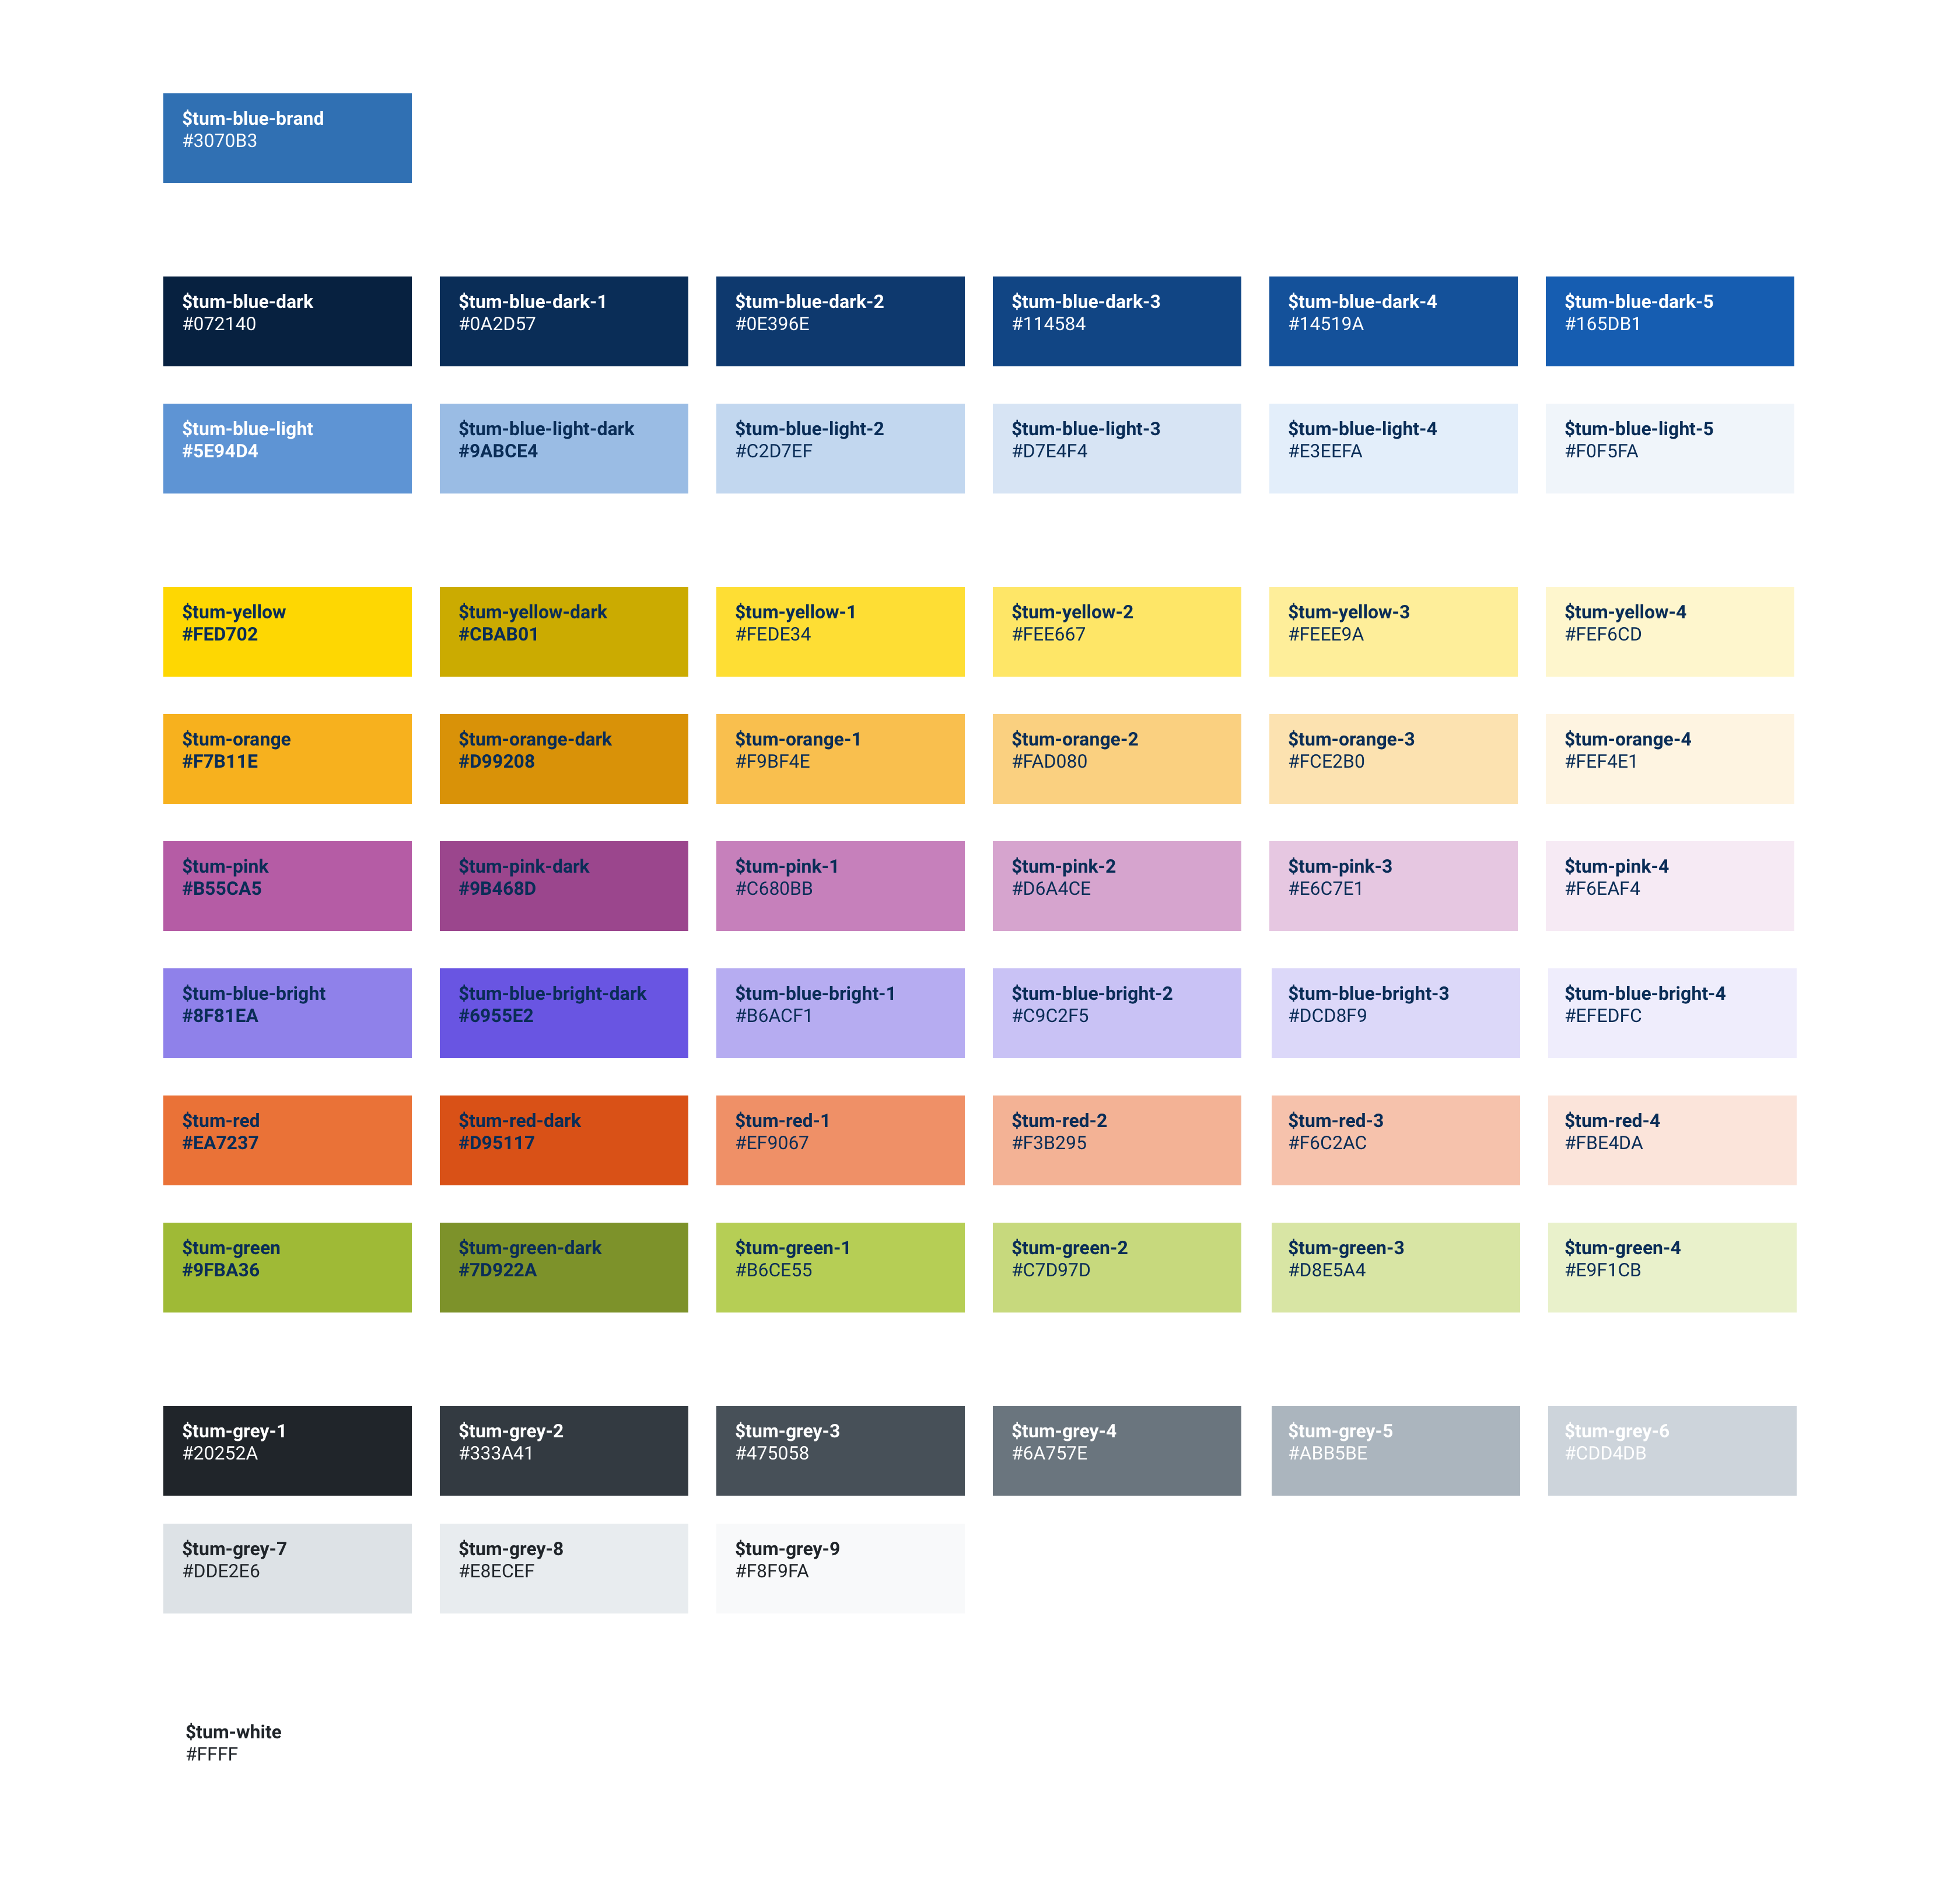 $tum-blue-brand
#3070B3
$tum-blue-dark
#072140
$tum-blue-dark-1
#0A2D57
$tum-blue-dark-2
#0E396E
$tum-blue-dark-3
#114584
$tum-blue-dark-4
#14519A
$tum-blue-dark-5
#165DB1
$tum-blue-light
#5E94D4
$tum-blue-light-dark
#9ABCE4
$tum-blue-light-2
#C2D7EF
$tum-blue-light-3
#D7E4F4
$tum-blue-light-4
#E3EEFA
$tum-blue-light-5
#F0F5FA
$tum-yellow
#FED702
$tum-yellow-dark
#CBAB01
$tum-yellow-1
#FEDE34
$tum-yellow-2
#FEE667
$tum-yellow-3
#FEEE9A
$tum-yellow-4
#FEF6CD
$tum-orange
#F7B11E
$tum-orange-dark
#D99208
$tum-orange-1
#F9BF4E
$tum-orange-2
#FAD080
$tum-orange-3
#FCE2B0
$tum-orange-4
#FEF4E1
$tum-pink
#B55CA5
$tum-pink-dark
#9B468D
$tum-pink-1
#C680BB
$tum-pink-2
#D6A4CE
$tum-pink-3
#E6C7E1
$tum-pink-4
#F6EAF4
$tum-blue-bright
#8F81EA
$tum-blue-bright-dark
#6955E2
$tum-blue-bright-1
#B6ACF1
$tum-blue-bright-2
#C9C2F5
$tum-blue-bright-3
#DCD8F9
$tum-blue-bright-4
#EFEDFC
$tum-red
#EA7237
$tum-red-dark
#D95117
$tum-red-1
#EF9067
$tum-red-2
#F3B295
$tum-red-3
#F6C2AC
$tum-red-4
#FBE4DA
$tum-green
#9FBA36
$tum-green-dark
#7D922A
$tum-green-1
#B6CE55
$tum-green-2
#C7D97D
$tum-green-3
#D8E5A4
$tum-green-4
#E9F1CB
$tum-grey-1
#20252A
$tum-grey-2
#333A41
$tum-grey-3
#475058
$tum-grey-4
#6A757E
$tum-grey-5
#ABB5BE
$tum-grey-6
#CDD4DB
$tum-grey-7
#DDE2E6
$tum-grey-8
#E8ECEF
$tum-grey-9
#F8F9FA
$tum-white
#FFFF